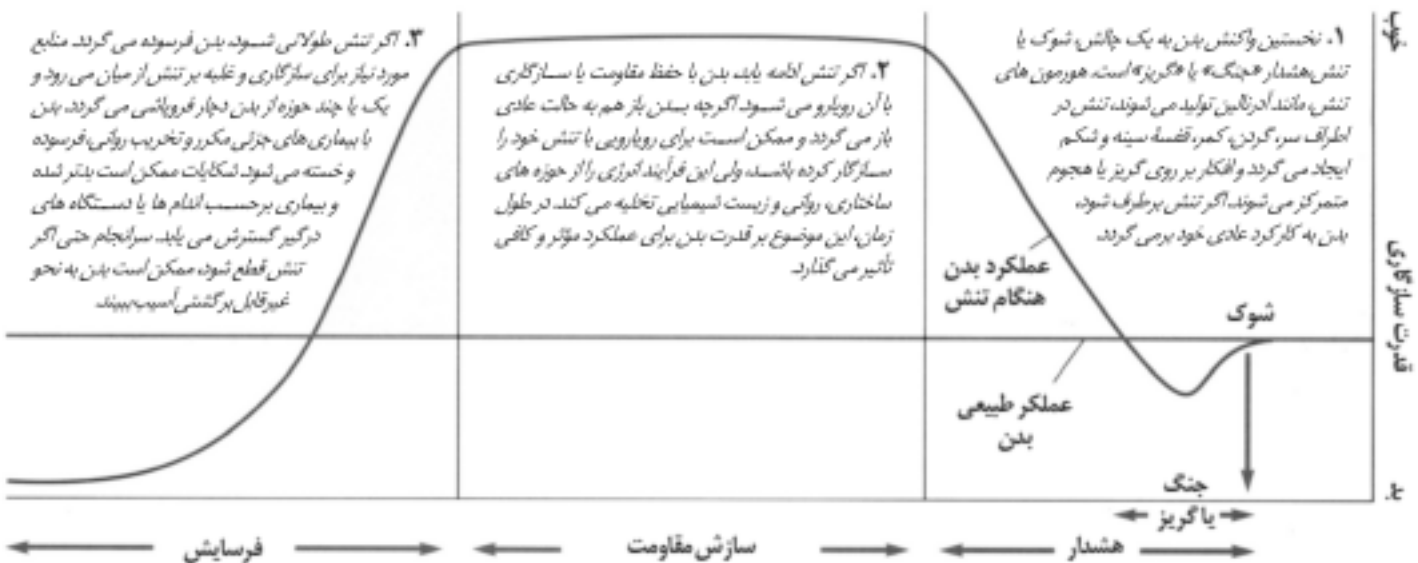 خوب
قدرت سازگاری
بد
۱. نخستین واکنش بدن به یک چالش، شوک یا
تنش، هشدار «جنگ» یا «گریز» است. هورمون های
تنش، مانند آدرنالین تولید می شوند، تنش در
اطراف سر، گردن، کمر، قفسهٔ سینه و شکم
ایجاد می گردد و افکار بر روی گریز یا هجوم
متمرکز می شوند. اگر تنش برطرف شود،
بدن به کارکرد عادی خود برمی گردد.
۲. اگر تنش ادامه یابد، بدن با حفظ مقاومت یا سازگاری
با آن رویارو می شود. اگرچه بدن باز هم به حالت عادی
باز می گردد و ممکن است برای رویارویی با تنش خود را
سازگار کرده باشد، ولی این فرآیند انرژی را از حوزه های
ساختاری، روانی و زیست شیمیایی تخلیه می کند. در طول
زمان، این موضوع بر قدرت بدن برای عملکرد مؤثر و کافی
تأثیر می گذارد.
۳. اگر تنش طولانی شود، بدن فرسوده می گردد. منابع
مورد نیاز برای سازگاری و غلبه بر تنش از میان می رود و
یک یا چند حوزه از بدن دچار فروپاشی می گردد. بدن
با بیماری های جزئی مکرر و تخریب روانی، فرسوده
و خسته می شود. شکایات ممکن است بدتر شده
و بیماری برحسب اندام ها یا دستگاه های
درگیر گسترش می یابد. سرانجام حتی اگر
تنش قطع شود، ممکن است بدن به نحو
غیرقابل برگشتی آسیب ببیند.
عملکرد بدن
هنگام تنش
شوک
عملکر طبیعی
بدن
جنگ
یا گریز
هشدار
سازش مقاومت
فرسایش